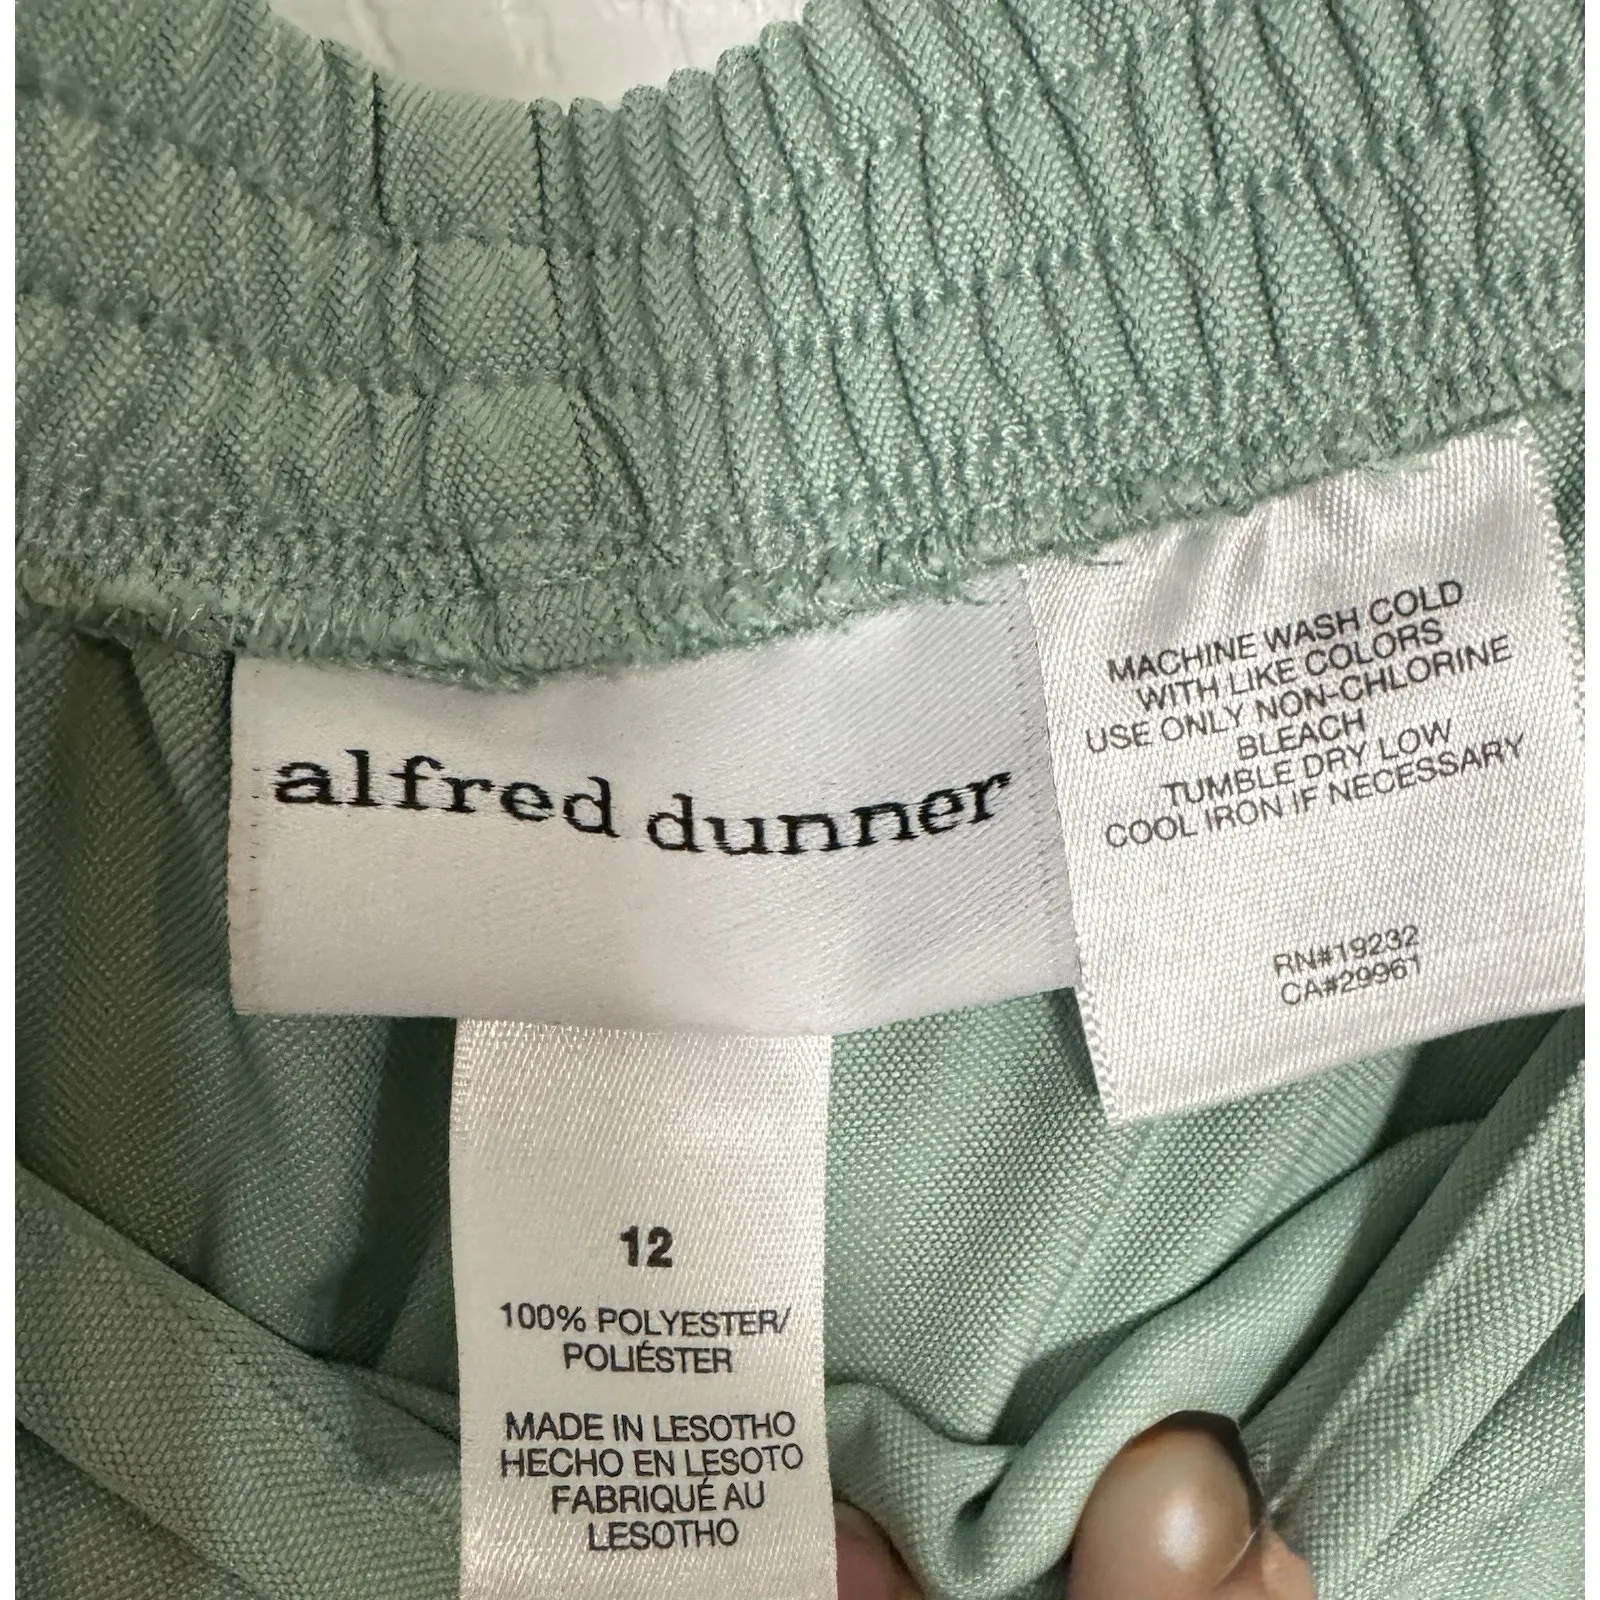 alfred dunner
MACHINE WASH COLD
WITH LIKE COLORS
USE ONLY NON-CHLORINE
BLEACH
TUMBLE DRY LOW
COOL IRON IF NECESSARY
RN#19232
CA#29961
12
100% POLYESTER/
POLIÉSTER
MADE IN LESOTHO
HECHO EN LESOTO
FABRIQUÉ AU
LESOTHO